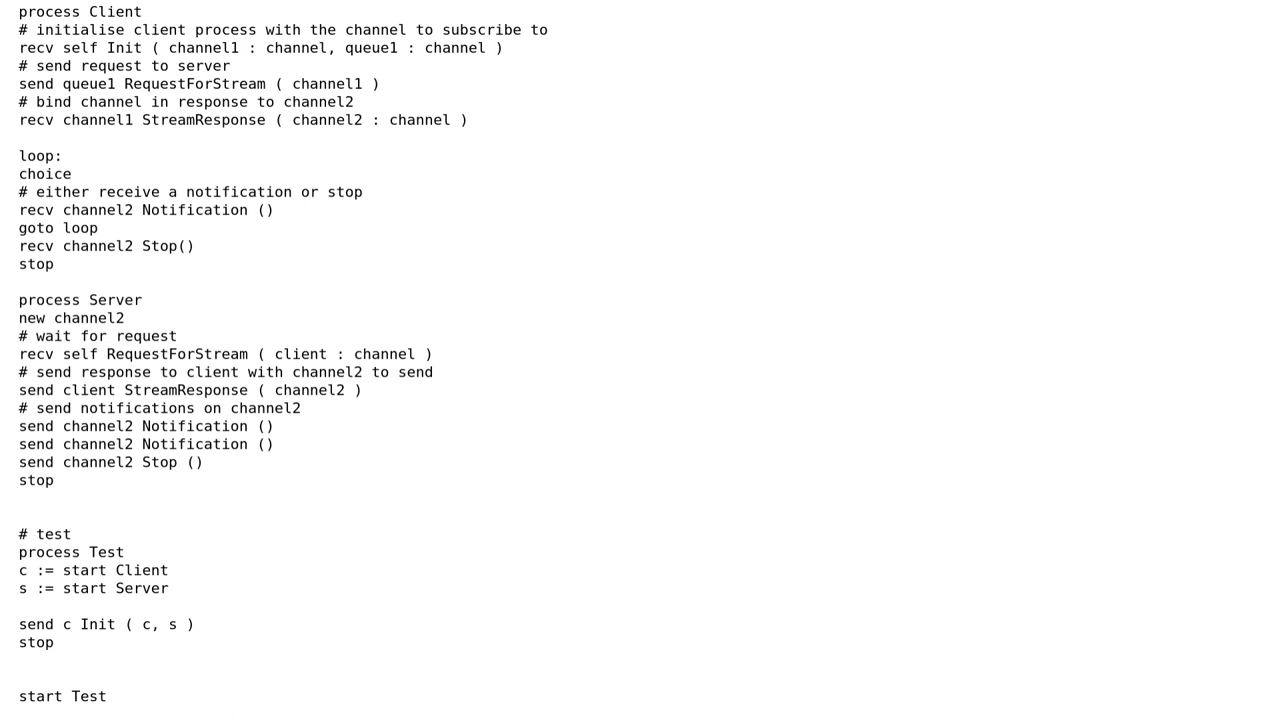 process Client
# initialise client process with the channel to subscribe to
recv self Init ( channel1 : channel, queue1 : channel )
# send request to server
send queue1 RequestForStream ( channel1 )
# bind channel in response to channel2
recv channel1 StreamResponse ( channel2 : channel )
loop:
choice
# either receive a notification or stop
recv channel2 Notification ()
goto loop
recv channel2 Stop()
stop
process Server
new channel2
# wait for request
recv self RequestForStream ( client : channel )
# send response to client with channel2 to send
send client StreamResponse ( channel2 )
# send notifications on channel2
send channel2 Notification ()
send channel2 Notification ()
send channel2 Stop ()
stop
# test
process Test
c := start Client
s := start Server
send c Init ( c, s )
stop
start Test